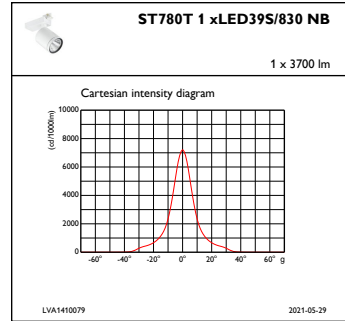 ST780T 1 xLED39S/830 NB
1 x 3700 lm
Cartesian intensity diagram
(cd/1000lm)
10000
8000
6000
4000
2000
0
-60° -40° -20° 0° 20° 40° 60° g
LVA1410079 2021-05-29